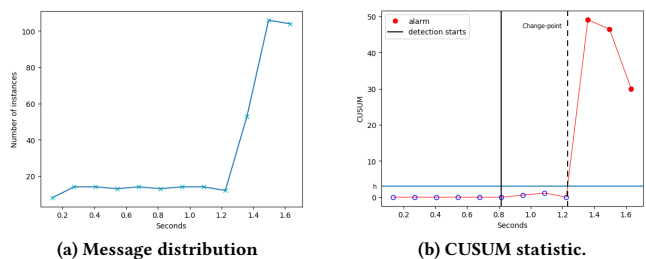 100
80
60
40
20
Number of instances
0.2 0.4 0.6 0.8 1.0 1.2 1.4 1.6
Seconds
(a) Message distribution
50
40
30
20
10
h
0
CUSUM
alarm
detection starts
Change-point
0.2 0.4 0.6 0.8 1.0 1.2 1.4 1.6
Seconds
(b) CUSUM statistic.